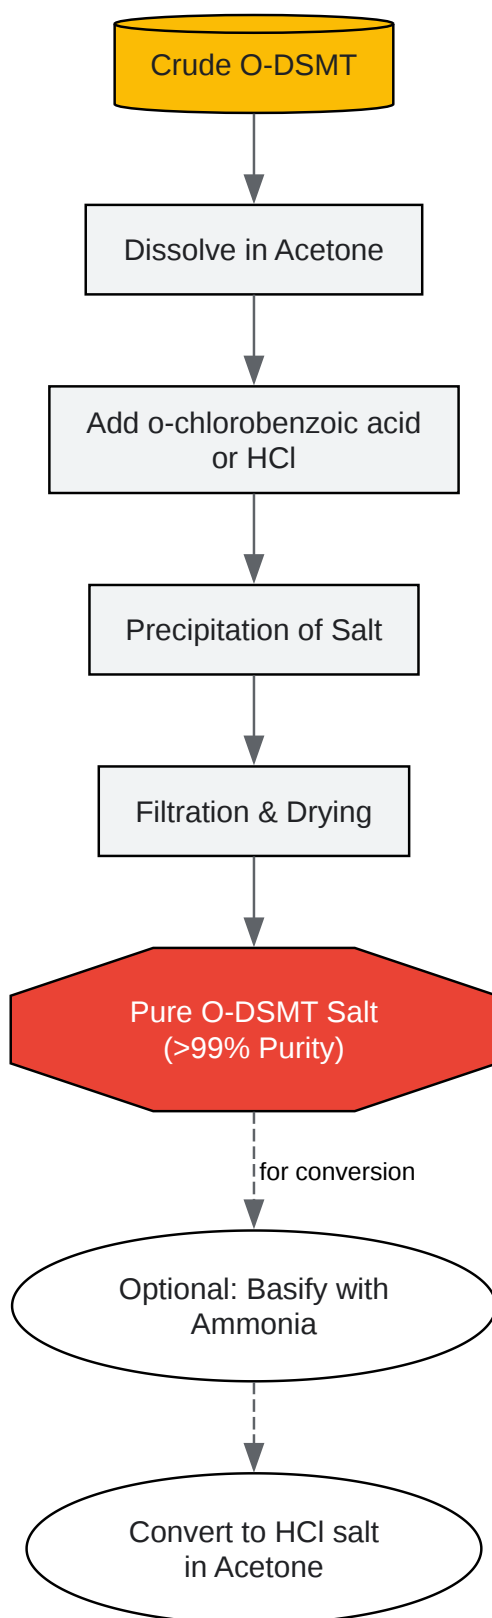 Crude O-DSMT
Dissolve in Acetone
Add o-chlorobenzoic acid
or HCl
Precipitation of Salt
Filtration & Drying
Pure O-DSMT Salt
(>99% Purity)
for conversion
Optional: Basify with
Ammonia
Convert to HCl salt
in Acetone